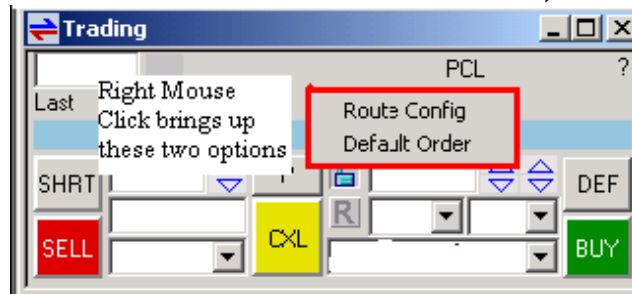 Trading
PCL ?
Last
Right Mouse
Click brings up
these two options
Route Config
Default Order
SHRT
DEF
R
SELL
CXL
BUY